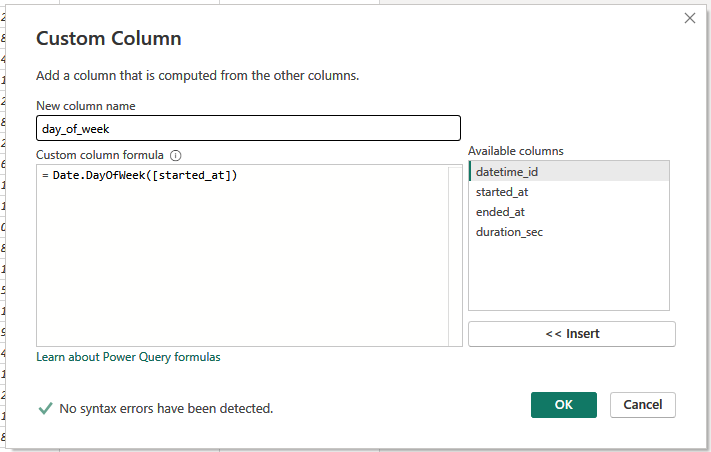 Custom Column
Add a column that is computed from the other columns.
New column name
day_of_week
Custom column formula
= Date.DayOfWeek([started_at])
Available columns
datetime_id
started_at
ended_at
duration_sec
<< Insert
Learn about Power Query formulas
No syntax errors have been detected.
OK
Cancel